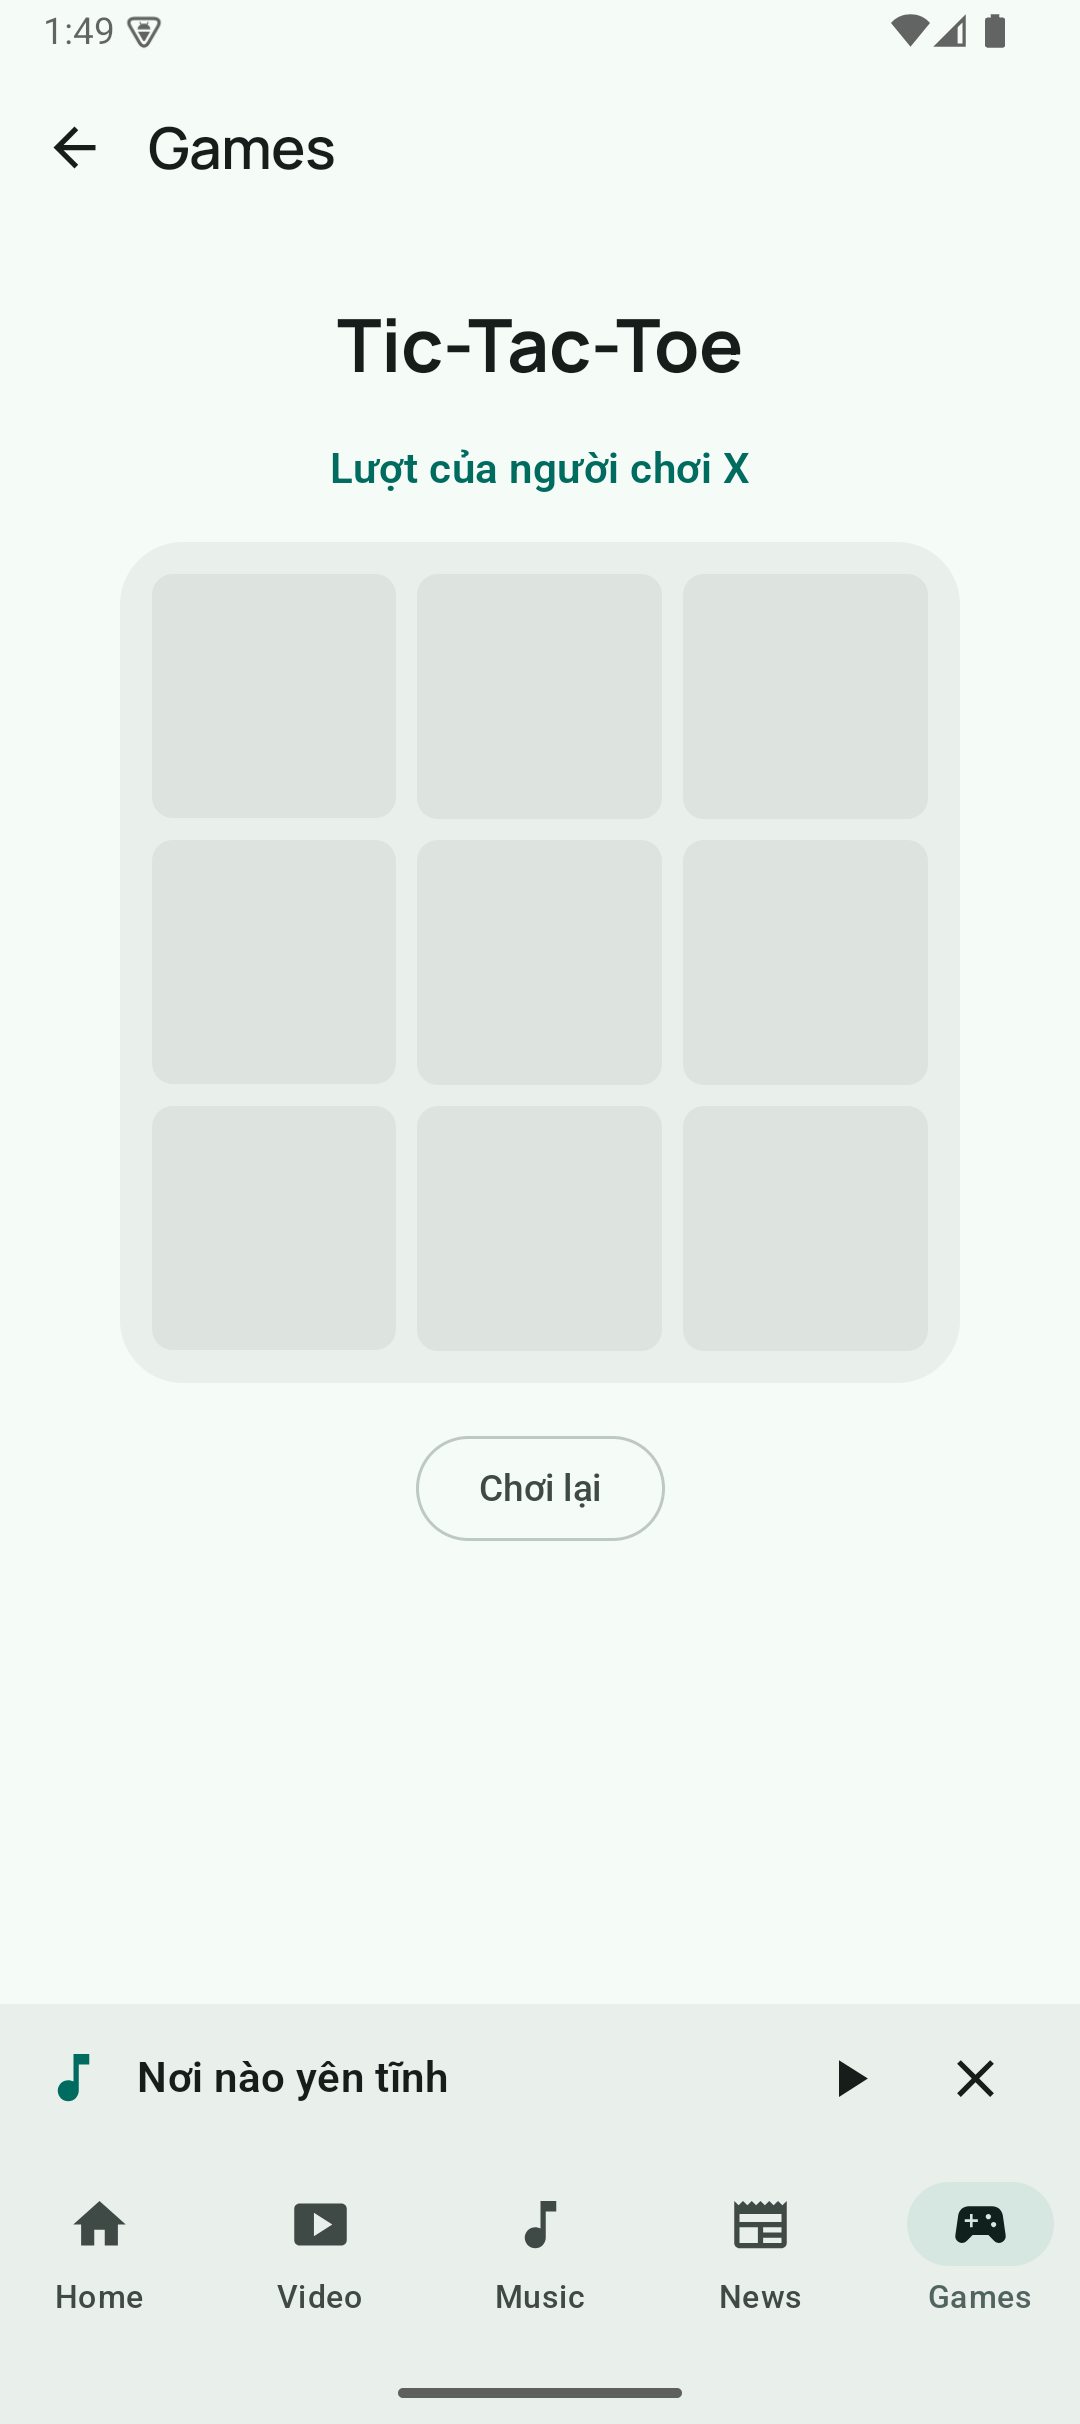 1:49
Games
Tic-Tac-Toe
Lượt của người chơi X
Chơi lại
Nơi nào yên tĩnh
Home
Video
Music
News
Games